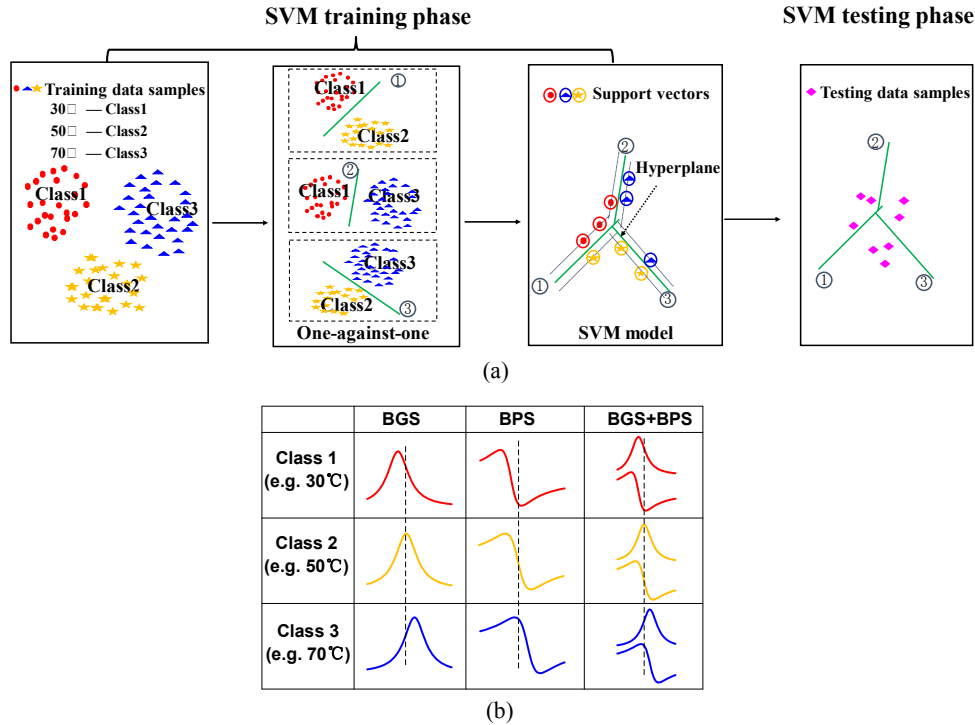 SVM training phase
SVM testing phase
Training data samples
30□ — Class1
50□ — Class2
70□ — Class3
Class1
Class3
Class2
Class1
①
Class2
②
Class1
Class3
Class3
Class2
③
One-against-one
Support vectors
②
Hyperplane
①
③
SVM model
Testing data samples
②
①
③
(a)
BGS BPS BGS+BPS
Class 1
(e.g. 30℃)
Class 2
(e.g. 50℃)
Class 3
(e.g. 70℃)
(b)